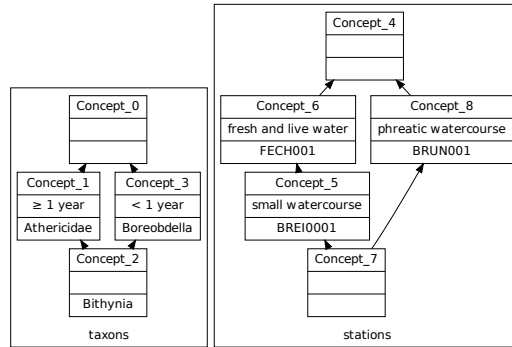 Concept_0
Concept_1
≥ 1 year
Athericidae
Concept_3
< 1 year
Boreobdella
Concept_2
Bithynia
taxons
Concept_4
Concept_6
fresh and live water
FECH001
Concept_8
phreatic watercourse
BRUN001
Concept_5
small watercourse
BREI0001
Concept_7
stations